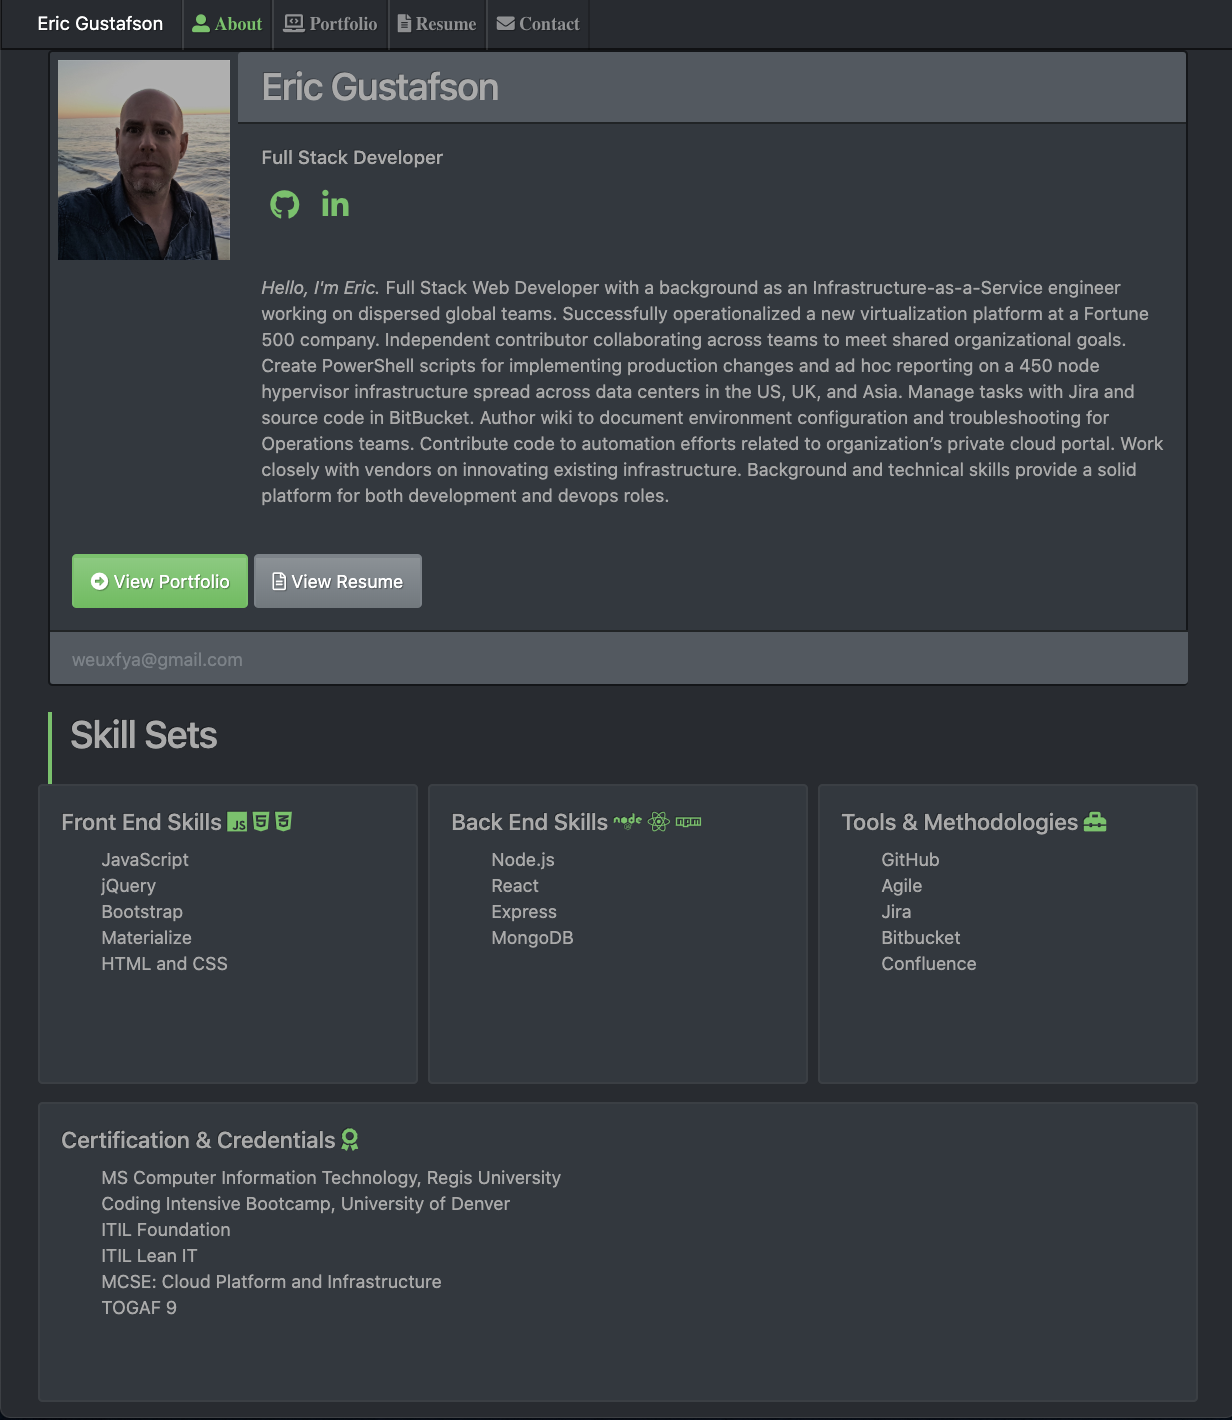 Eric Gustafson About Portfolio Resume Contact
Eric Gustafson
Full Stack Developer
in
Hello, I'm Eric. Full Stack Web Developer with a background as an Infrastructure-as-a-Service engineer
working on dispersed global teams. Successfully operationalized a new virtualization platform at a Fortune
500 company. Independent contributor collaborating across teams to meet shared organizational goals.
Create PowerShell scripts for implementing production changes and ad hoc reporting on a 450 node
hypervisor infrastructure spread across data centers in the US, UK, and Asia. Manage tasks with Jira and
source code in BitBucket. Author wiki to document environment configuration and troubleshooting for
Operations teams. Contribute code to automation efforts related to organization’s private cloud portal. Work
closely with vendors on innovating existing infrastructure. Background and technical skills provide a solid
platform for both development and devops roles.
View Portfolio View Resume
weuxfya@gmail.com
Skill Sets
Front End Skills JS 5 3
JavaScript
jQuery
Bootstrap
Materialize
HTML and CSS
Back End Skills node npm
Node.js
React
Express
MongoDB
Tools & Methodologies
GitHub
Agile
Jira
Bitbucket
Confluence
Certification & Credentials
MS Computer Information Technology, Regis University
Coding Intensive Bootcamp, University of Denver
ITIL Foundation
ITIL Lean IT
MCSE: Cloud Platform and Infrastructure
TOGAF 9